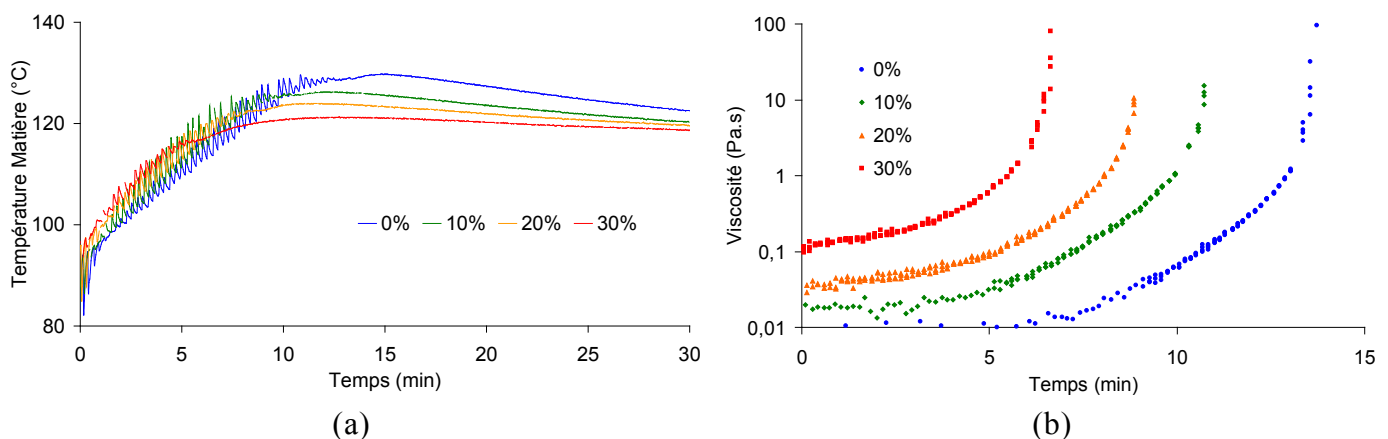 140
120
100
80
Température Matière (°C)
0% 10% 20% 30%
0 5 10 15 20 25 30
Temps (min)
(a)
100
10
1
0,1
0,01
Viscosité (Pa.s)
0%
10%
20%
30%
0 5 10 15
Temps (min)
(b)